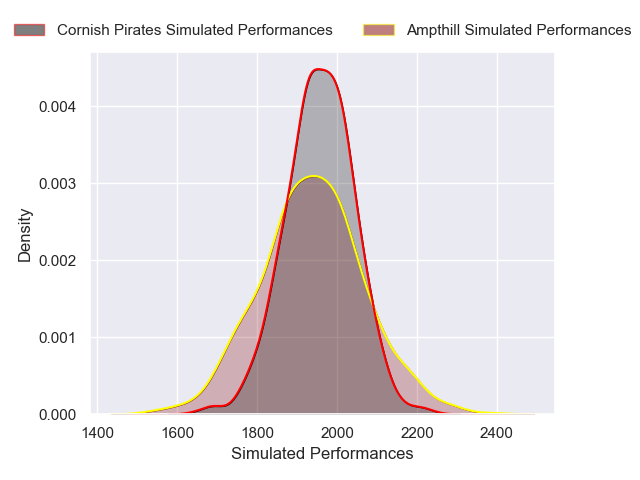 Cornish Pirates Simulated Performances
Ampthill Simulated Performances
Density
0.004
0.003
0.002
0.001
0.000
1400
1600
1800
2000
2200
2400
Simulated Performances